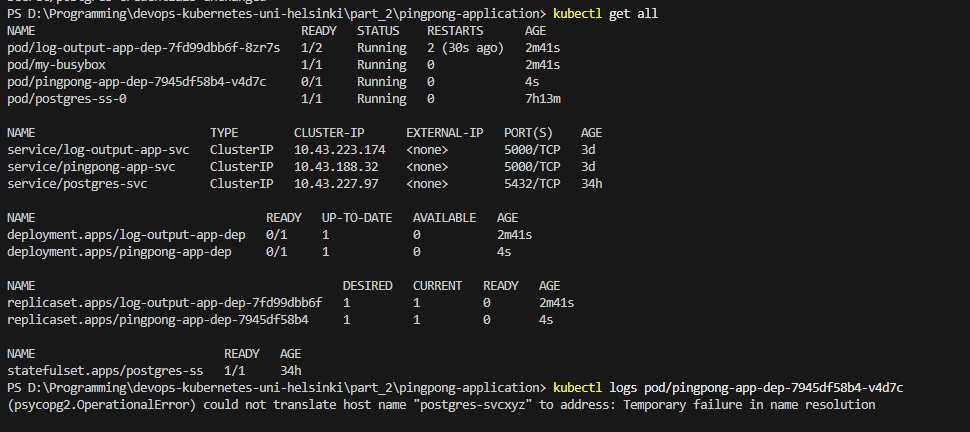 PS D:\Programming\devops-kubernetes-uni-helsinki\part_2\pingpong-application> kubectl get all
NAME READY STATUS RESTARTS AGE
pod/log-output-app-dep-7fd99dbb6f-8zr7s 1/2 Running 2 (30s ago) 2m41s
pod/my-busybox 1/1 Running 0 2m41s
pod/pingpong-app-dep-7945df58b4-v4d7c 0/1 Running 0 4s
pod/postgres-ss-0 1/1 Running 0 7h13m
NAME TYPE CLUSTER-IP EXTERNAL-IP PORT(S) AGE
service/log-output-app-svc ClusterIP 10.43.223.174 <none> 5000/TCP 3d
service/pingpong-app-svc ClusterIP 10.43.188.32 <none> 5000/TCP 3d
service/postgres-svc ClusterIP 10.43.227.97 <none> 5432/TCP 34h
NAME READY UP-TO-DATE AVAILABLE AGE
deployment.apps/log-output-app-dep 0/1 1 0 2m41s
deployment.apps/pingpong-app-dep 0/1 1 0 4s
NAME DESIRED CURRENT READY AGE
replicaset.apps/log-output-app-dep-7fd99dbb6f 1 1 0 2m41s
replicaset.apps/pingpong-app-dep-7945df58b4 1 1 0 4s
NAME READY AGE
statefulset.apps/postgres-ss 1/1 34h
PS D:\Programming\devops-kubernetes-uni-helsinki\part_2\pingpong-application> kubectl logs pod/pingpong-app-dep-7945df58b4-v4d7c
(psycopg2.OperationalError) could not translate host name "postgres-svcxyz" to address: Temporary failure in name resolution